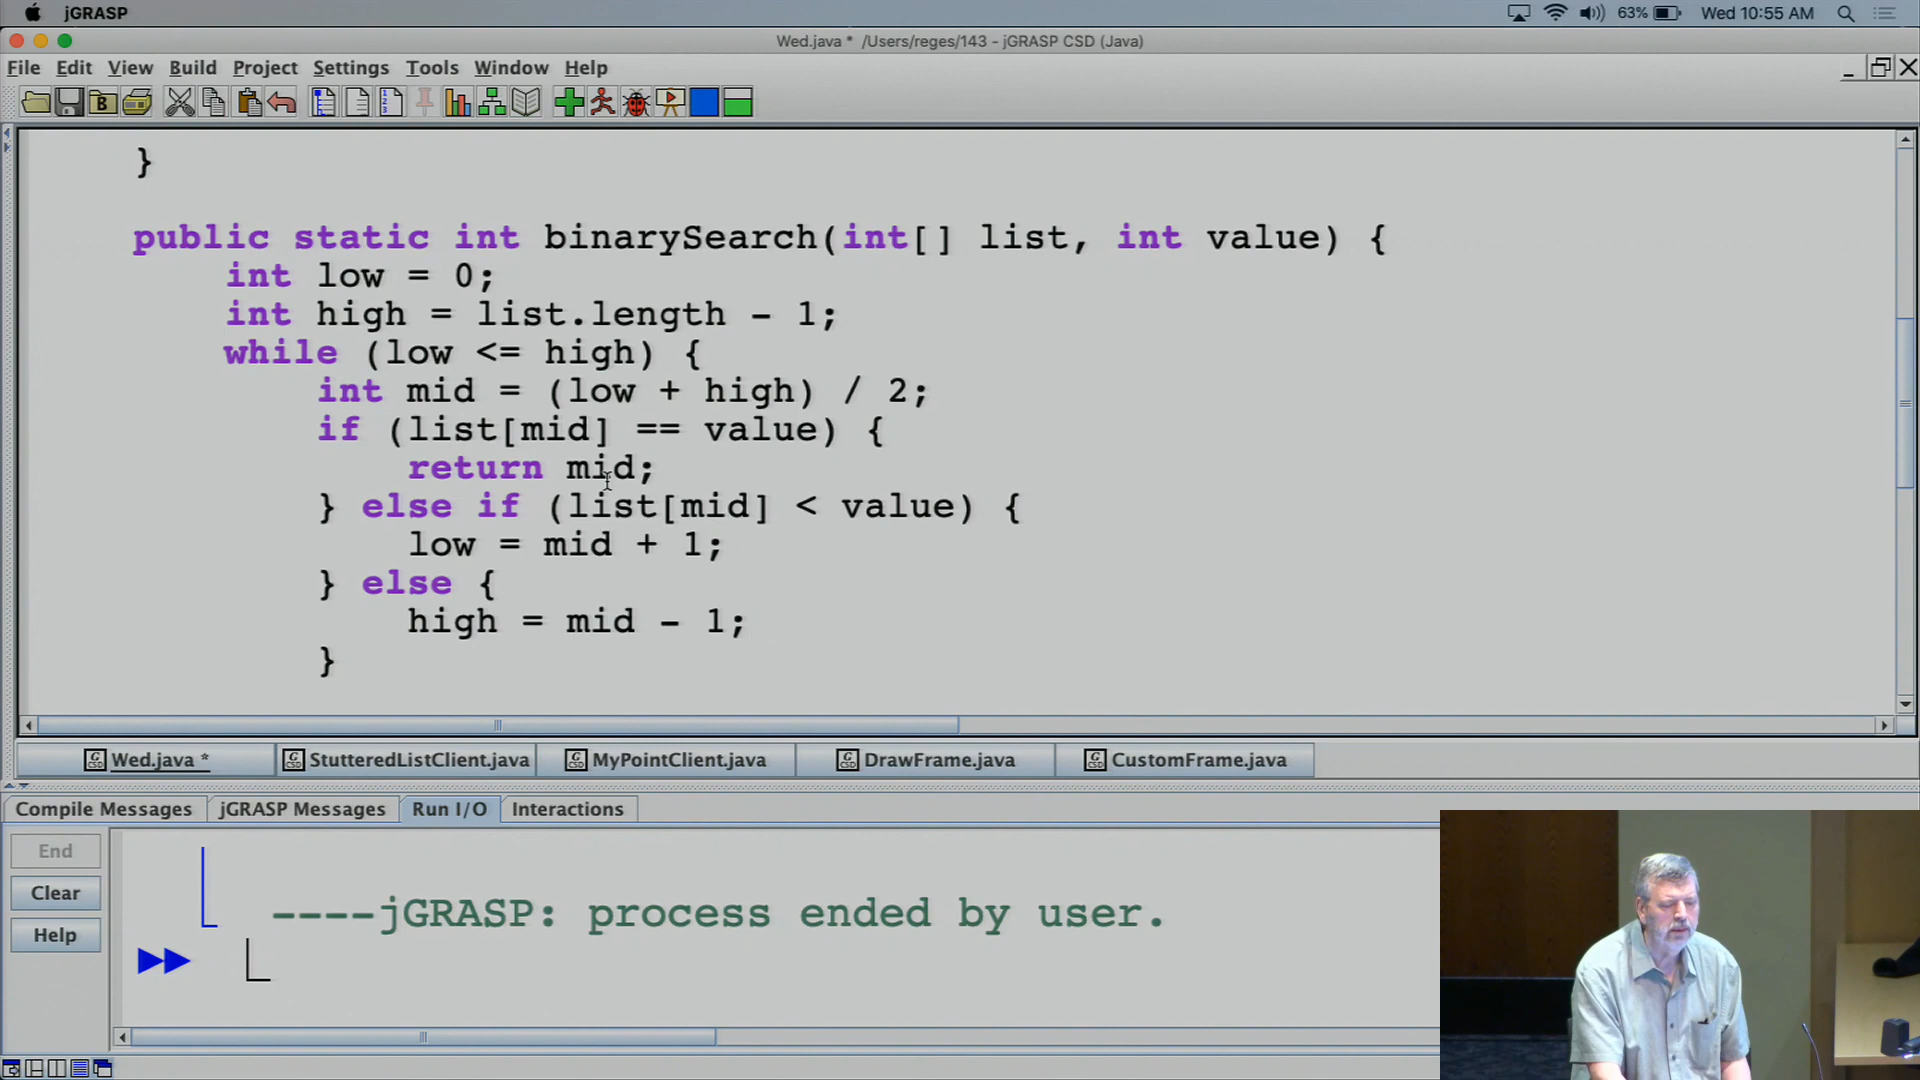 jGRASP
63%
Wed 10:55 AM
Wed.java * /Users/reges/143 - jGRASP CSD (Java)
File Edit View Build Project Settings Tools Window Help
B
}
public static int binarySearch(int[] list, int value) {
int low = 0;
int high = list.length - 1;
while (low <= high) {
int mid = (low + high) / 2;
if (list[mid] == value) {
return mid;
} else if (list[mid] < value) {
low = mid + 1;
} else {
high = mid - 1;
}
Wed.java * StutteredListClient.java MyPointClient.java DrawFrame.java CustomFrame.java
Compile Messages jGRASP Messages Run I/O Interactions
End
Clear
Help
----jGRASP: process ended by user.